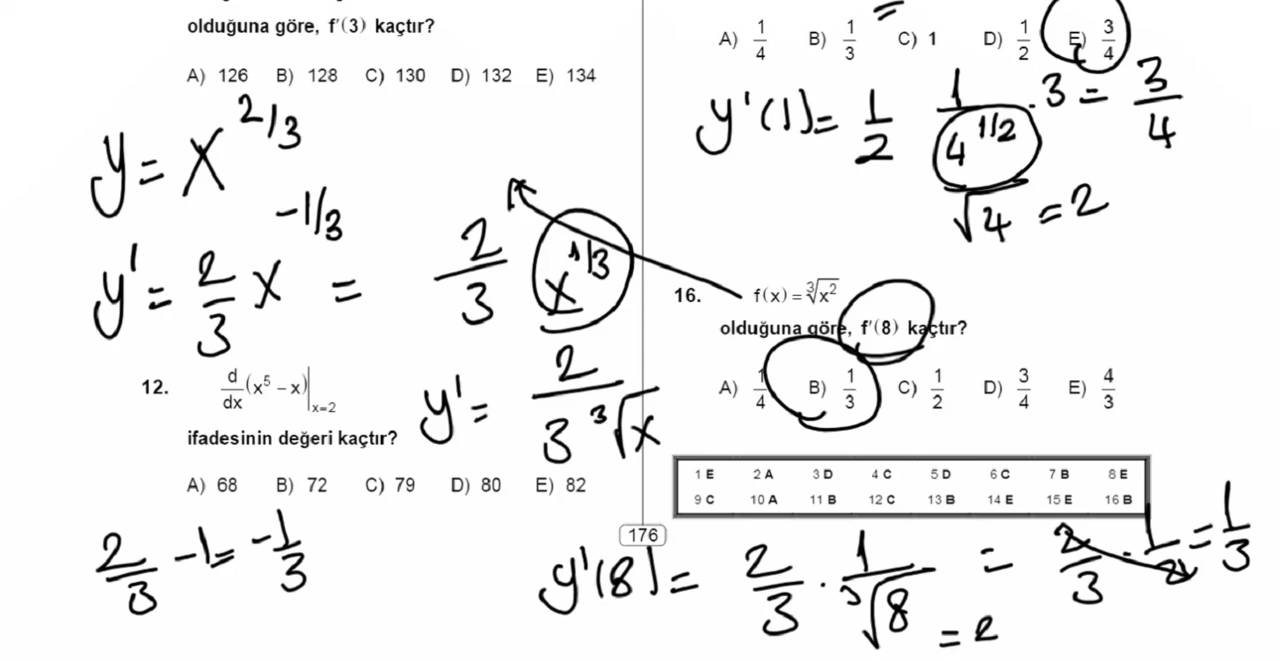 olduğuna göre, f'(3) kaçtır?
A) 126 B) 128 C) 130 D) 132 E) 134
y = x^{2/3}
y' = 2/3 x^{-1/3} = 2/3 x^{1/3}
12. d/dx (x⁵ – x)|x=2
y' = 2/(3 ³√x)
ifadesinin değeri kaçtır?
A) 68 B) 72 C) 79 D) 80 E) 82
2/3 - 1 = -1/3
A) 1/4 B) 1/3 C) 1 D) 1/2 E) 3/4
y'(1) = 1/2 1/4^{1/2} . 3 = 3/4
√4 = 2
16. f(x) = ³√x²
olduğuna göre, f'(8) kaçtır?
A) 1/4 B) 1/3 C) 1/2 D) 3/4 E) 4/3
1 E 2 A 3 D 4 C 5 D 6 C 7 B 8 E
9 C 10 A 11 B 12 C 13 B 14 E 15 E 16 B
176
y'(8) = 2/3 . 1/³√8 = 2/3 . 1/2 = 1/3
= 2